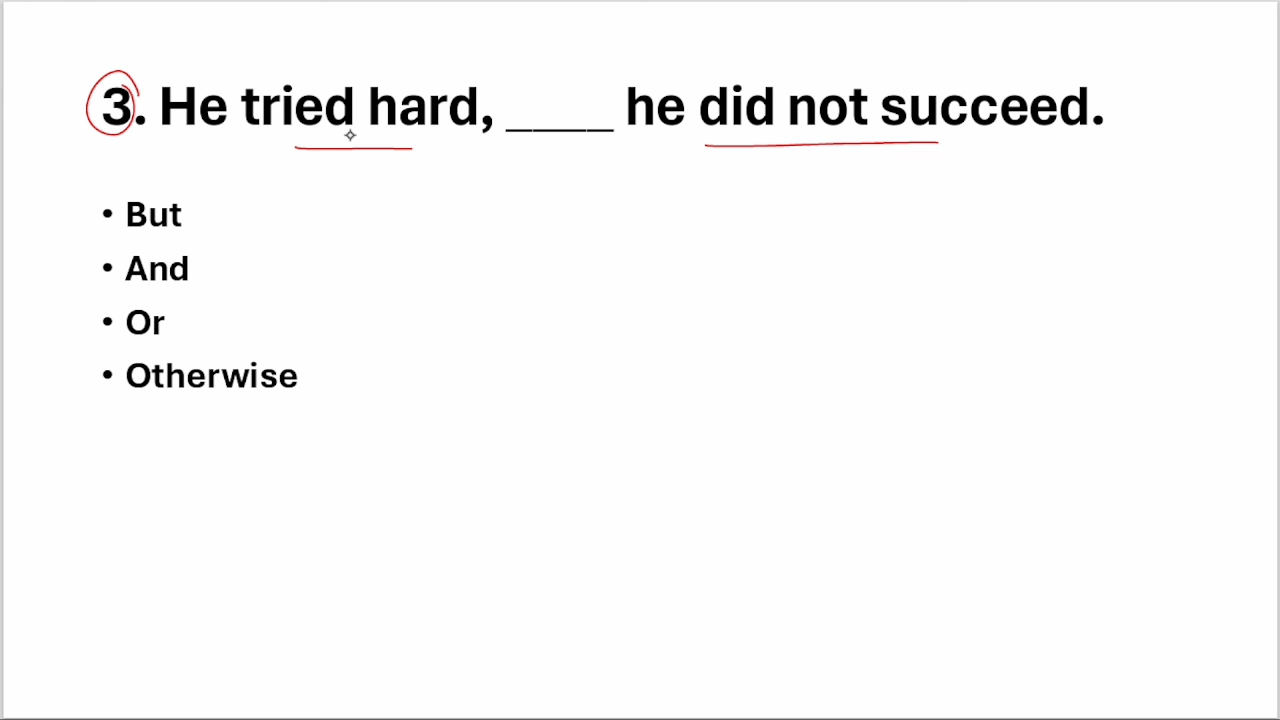 3. He tried hard, ____ he did not succeed.
• But
• And
• Or
• Otherwise